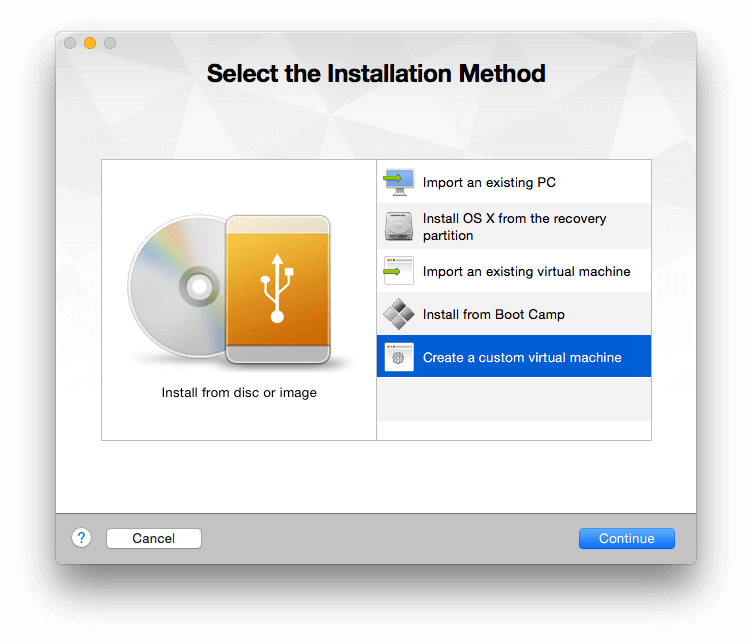 Select the Installation Method
Import an existing PC
Install OS X from the recovery
partition
Import an existing virtual machine
Install from Boot Camp
Create a custom virtual machine
Install from disc or image
?
Cancel
Continue